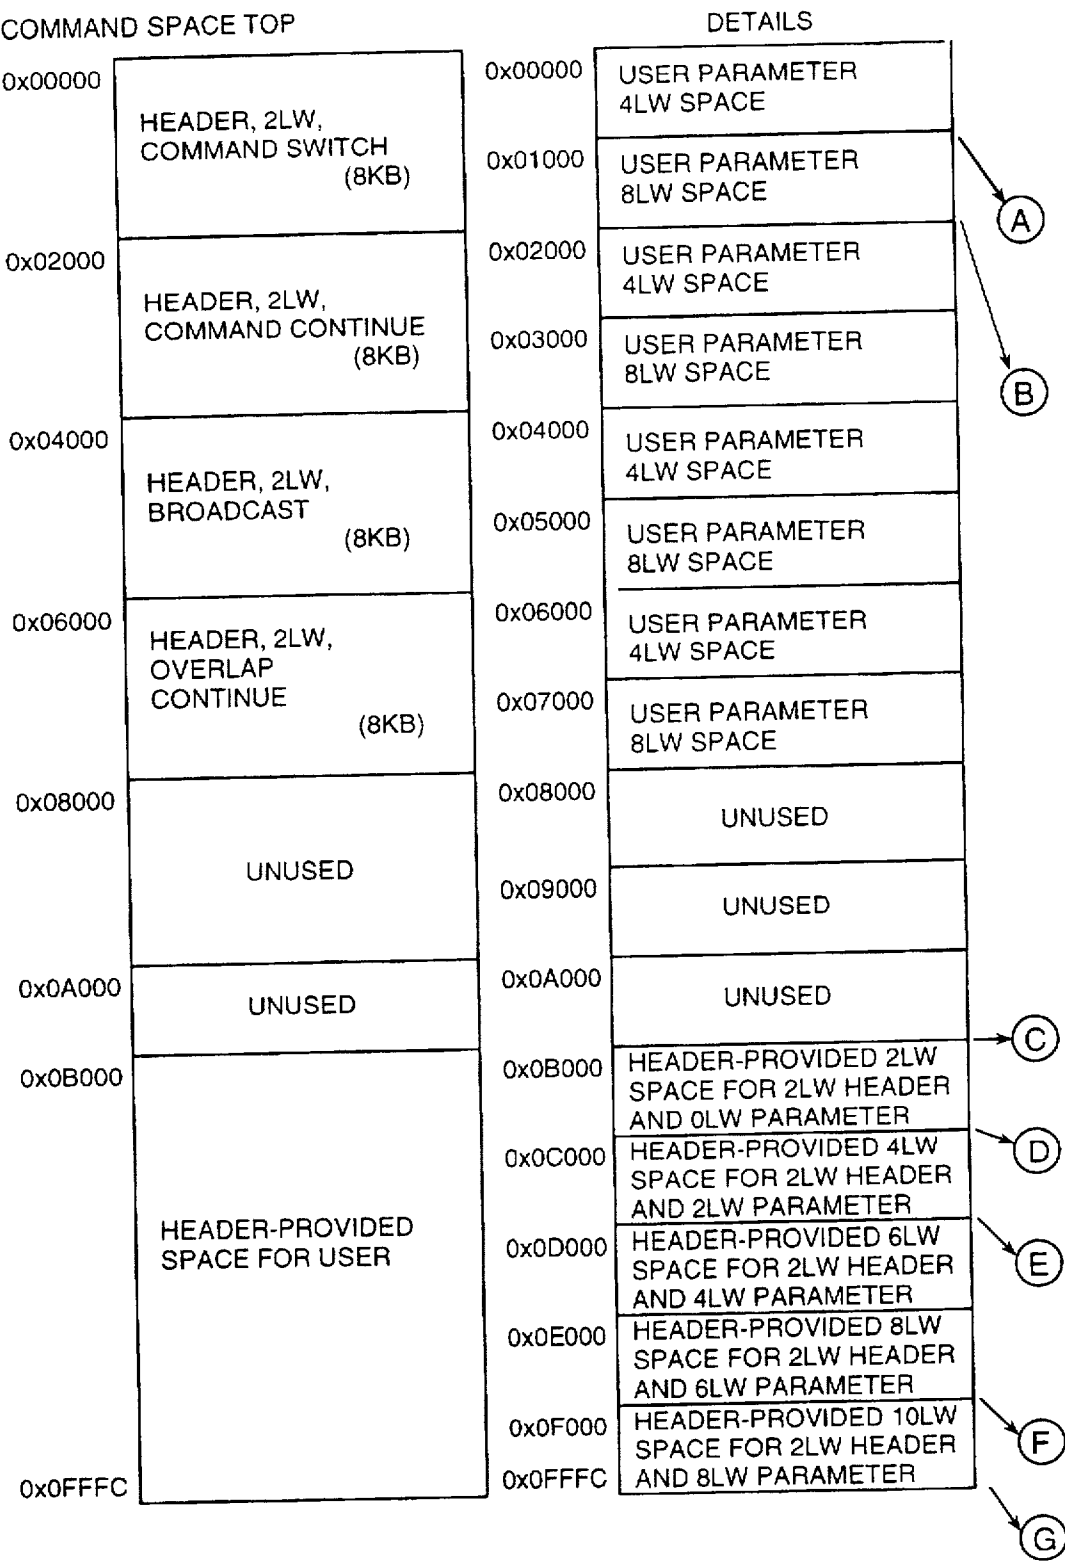 COMMAND SPACE TOP
0x00000
HEADER, 2LW,
COMMAND SWITCH
(8KB)
0x02000
HEADER, 2LW,
COMMAND CONTINUE
(8KB)
0x04000
HEADER, 2LW,
BROADCAST
(8KB)
0x06000
HEADER, 2LW,
OVERLAP
CONTINUE
(8KB)
0x08000
UNUSED
0x0A000
UNUSED
0x0B000
HEADER-PROVIDED
SPACE FOR USER
0x0FFFC
DETAILS
0x00000
USER PARAMETER
4LW SPACE
0x01000
USER PARAMETER
8LW SPACE
A
0x02000
USER PARAMETER
4LW SPACE
0x03000
USER PARAMETER
8LW SPACE
B
0x04000
USER PARAMETER
4LW SPACE
0x05000
USER PARAMETER
8LW SPACE
0x06000
USER PARAMETER
4LW SPACE
0x07000
USER PARAMETER
8LW SPACE
0x08000
UNUSED
0x09000
UNUSED
0x0A000
UNUSED
C
0x0B000
HEADER-PROVIDED 2LW
SPACE FOR 2LW HEADER
AND 0LW PARAMETER
D
0x0C000
HEADER-PROVIDED 4LW
SPACE FOR 2LW HEADER
AND 2LW PARAMETER
E
0x0D000
HEADER-PROVIDED 6LW
SPACE FOR 2LW HEADER
AND 4LW PARAMETER
0x0E000
HEADER-PROVIDED 8LW
SPACE FOR 2LW HEADER
AND 6LW PARAMETER
F
0x0F000
HEADER-PROVIDED 10LW
SPACE FOR 2LW HEADER
AND 8LW PARAMETER
0x0FFFC
G